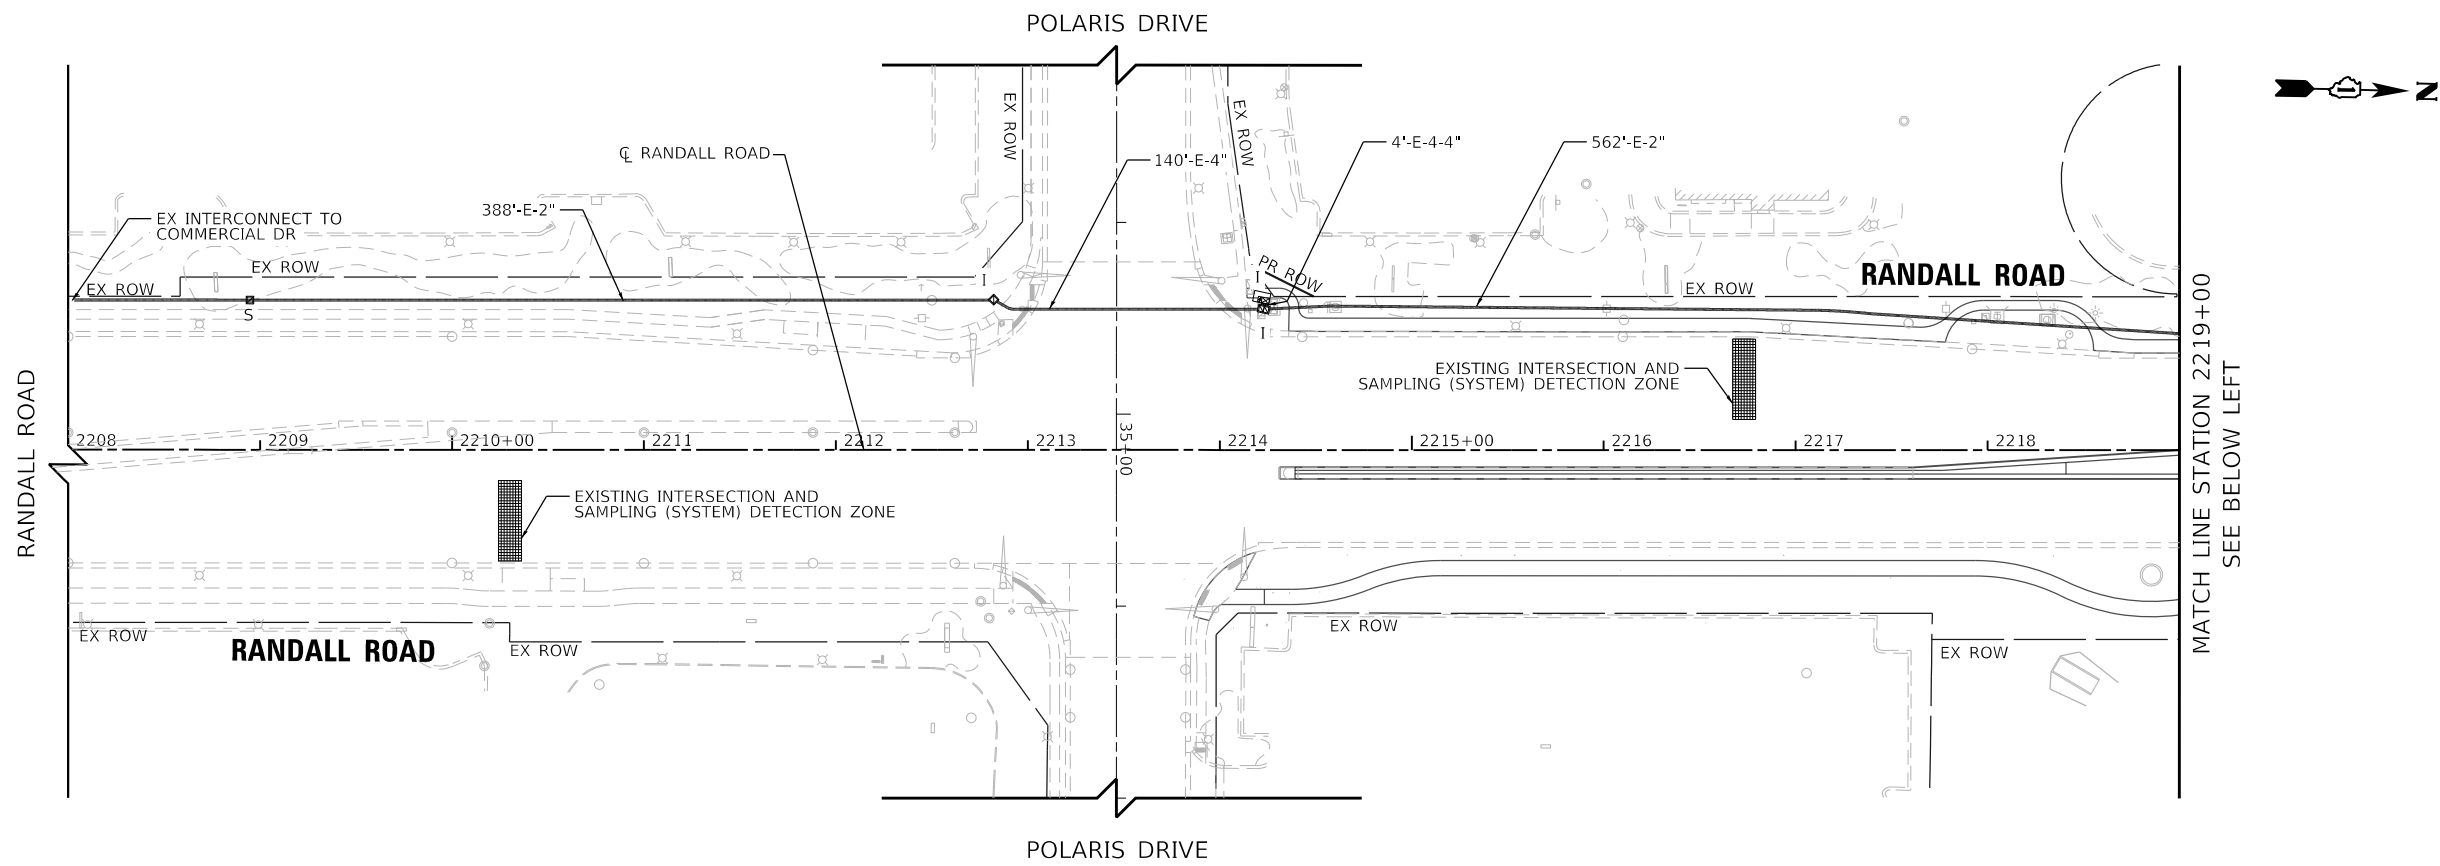 POLARIS DRIVE
N
EX ROW
EX ROW
℄ RANDALL ROAD
140'-E-4"
4'-E-4-4"
562'-E-2"
EX INTERCONNECT TO
COMMERCIAL DR
388'-E-2"
EX ROW
EX ROW
I
I
PR ROW
EX ROW
RANDALL ROAD
S
I
EXISTING INTERSECTION AND
SAMPLING (SYSTEM) DETECTION ZONE
RANDALL ROAD
2208 2209 2210+00 2211 2212 2213 2214 2215+00 2216 2217 2218
35+00
MATCH LINE STATION 2219+00
SEE BELOW LEFT
EXISTING INTERSECTION AND
SAMPLING (SYSTEM) DETECTION ZONE
EX ROW
RANDALL ROAD
EX ROW
EX ROW
EX ROW
POLARIS DRIVE